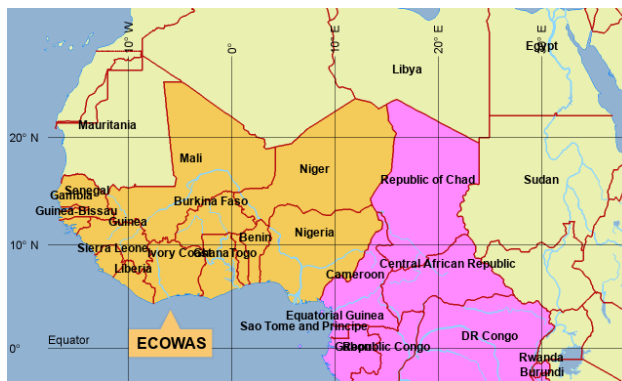 10° W
0°
10° E
20° E
30° E
Egypt
Libya
Mauritania
20° N
Mali
Niger
Republic of Chad
Sudan
Senegal
Gambia
Burkina Faso
Guinea-Bissau
Guinea
Nigeria
Benin
10° N
Sierra Leone
Ivory Coast
Ghana
Togo
Central African Republic
Liberia
Cameroon
Equatorial Guinea
Sao Tome and Principe
ECOWAS
Equator
0°
Gabon
Republic Congo
DR Congo
Rwanda
Burundi